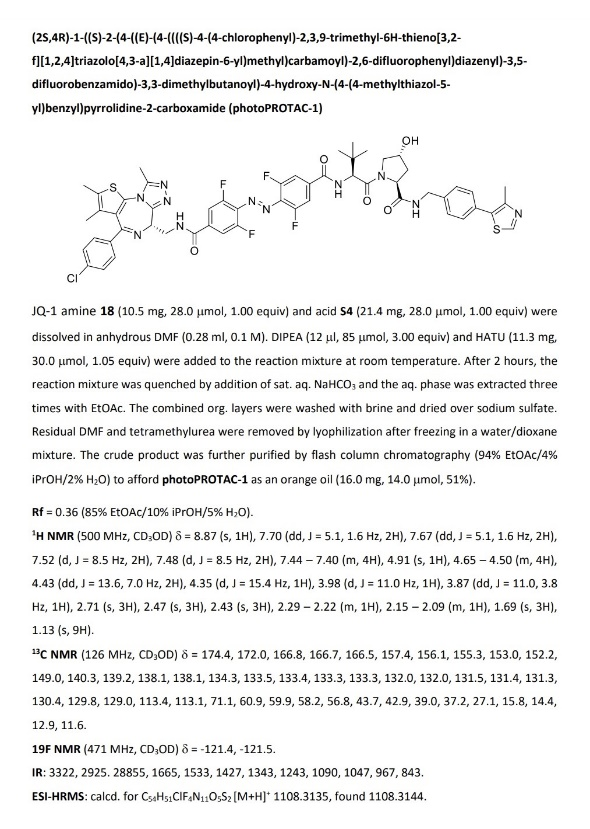 (2S,4R)-1-((S)-2-(4-((E)-(4-((((S)-4-(4-chlorophenyl)-2,3,9-trimethyl-6H-thieno[3,2-
f][1,2,4]triazolo[4,3-a][1,4]diazepin-6-yl)methyl)carbamoyl)-2,6-difluorophenyl)diazenyl)-3,5-
difluorobenzamido)-3,3-dimethylbutanoyl)-4-hydroxy-N-(4-(4-methylthiazol-5-
yl)benzyl)pyrrolidine-2-carboxamide (photoPROTAC-1)
S
N
N
N
N
Cl
N
H
O
F
F
N
N
F
F
O
N
H
O
N
OH
O
N
H
S
N
JQ-1 amine 18 (10.5 mg, 28.0 μmol, 1.00 equiv) and acid S4 (21.4 mg, 28.0 μmol, 1.00 equiv) were
dissolved in anhydrous DMF (0.28 ml, 0.1 M). DIPEA (12 μl, 85 μmol, 3.00 equiv) and HATU (11.3 mg,
30.0 μmol, 1.05 equiv) were added to the reaction mixture at room temperature. After 2 hours, the
reaction mixture was quenched by addition of sat. aq. NaHCO₃ and the aq. phase was extracted three
times with EtOAc. The combined org. layers were washed with brine and dried over sodium sulfate.
Residual DMF and tetramethylurea were removed by lyophilization after freezing in a water/dioxane
mixture. The crude product was further purified by flash column chromatography (94% EtOAc/4%
iPrOH/2% H₂O) to afford photoPROTAC-1 as an orange oil (16.0 mg, 14.0 μmol, 51%).
Rf = 0.36 (85% EtOAc/10% iPrOH/5% H₂O).
¹H NMR (500 MHz, CD₃OD) δ = 8.87 (s, 1H), 7.70 (dd, J = 5.1, 1.6 Hz, 2H), 7.67 (dd, J = 5.1, 1.6 Hz, 2H),
7.52 (d, J = 8.5 Hz, 2H), 7.48 (d, J = 8.5 Hz, 2H), 7.44 – 7.40 (m, 4H), 4.91 (s, 1H), 4.65 – 4.50 (m, 4H),
4.43 (dd, J = 13.6, 7.0 Hz, 2H), 4.35 (d, J = 15.4 Hz, 1H), 3.98 (d, J = 11.0 Hz, 1H), 3.87 (dd, J = 11.0, 3.8
Hz, 1H), 2.71 (s, 3H), 2.47 (s, 3H), 2.43 (s, 3H), 2.29 – 2.22 (m, 1H), 2.15 – 2.09 (m, 1H), 1.69 (s, 3H),
1.13 (s, 9H).
¹³C NMR (126 MHz, CD₃OD) δ = 174.4, 172.0, 166.8, 166.7, 166.5, 157.4, 156.1, 155.3, 153.0, 152.2,
149.0, 140.3, 139.2, 138.1, 138.1, 134.3, 133.5, 133.4, 133.3, 133.3, 132.0, 132.0, 131.5, 131.4, 131.3,
130.4, 129.8, 129.0, 113.4, 113.1, 71.1, 60.9, 59.9, 58.2, 56.8, 43.7, 42.9, 39.0, 37.2, 27.1, 15.8, 14.4,
12.9, 11.6.
19F NMR (471 MHz, CD₃OD) δ = -121.4, -121.5.
IR: 3322, 2925. 28855, 1665, 1533, 1427, 1343, 1243, 1090, 1047, 967, 843.
ESI-HRMS: calcd. for C₅₄H₅₁ClF₄N₁₁O₅S₂ [M+H]⁺ 1108.3135, found 1108.3144.